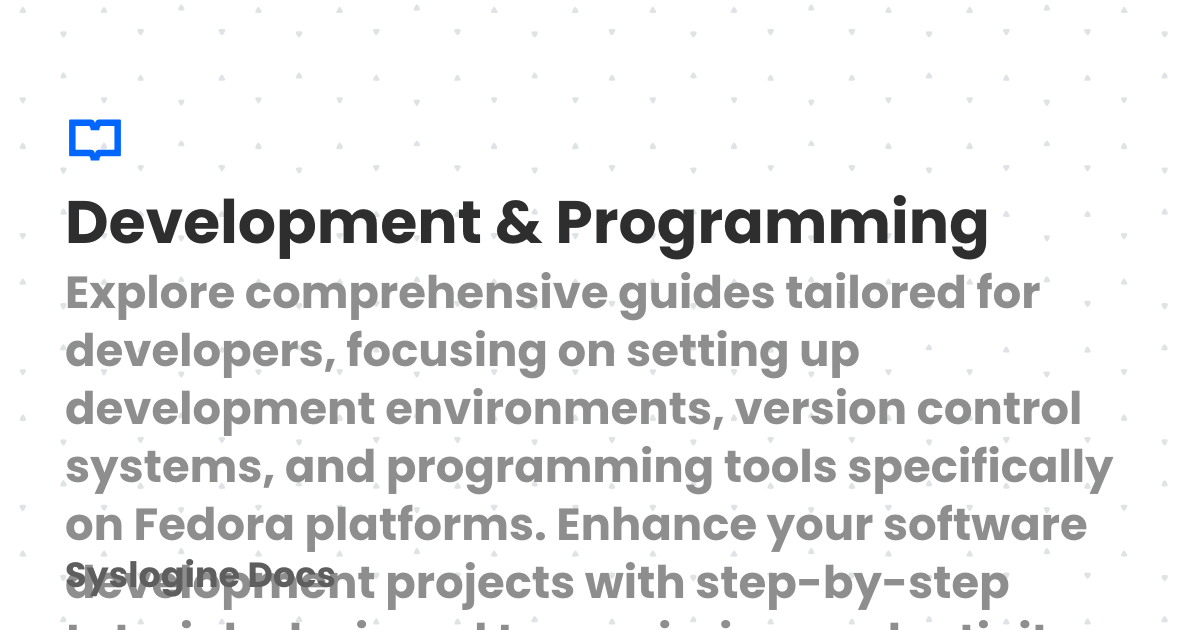 Development & Programming
Explore comprehensive guides tailored for
developers, focusing on setting up
development environments, version control
systems, and programming tools specifically
on Fedora platforms. Enhance your software
Syslogine Docs
development projects with step-by-step